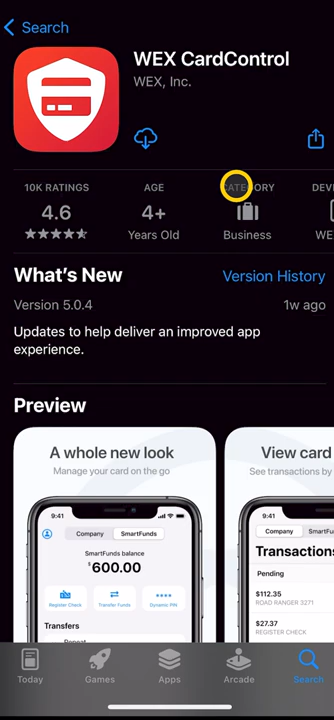 Search
WEX CardControl
WEX, Inc.
10K RATINGS
AGE
CATEGORY
4.6
4+
Years Old
Business
WE
What's New
Version History
Version 5.0.4
1w ago
Updates to help deliver an improved app
experience.
Preview
A whole new look
Manage your card on the go
View card
See transactions by
9:41
Company
SmartFunds
SmartFunds balance
$600.00
Register Check
Transfer Funds
Dynamic PIN
Transfers
9:41
Company
Transactions
Pending
$112.35
ROAD RANGER 3271
$27.37
REGISTER CHECK
Today
Games
Apps
Arcade
Search